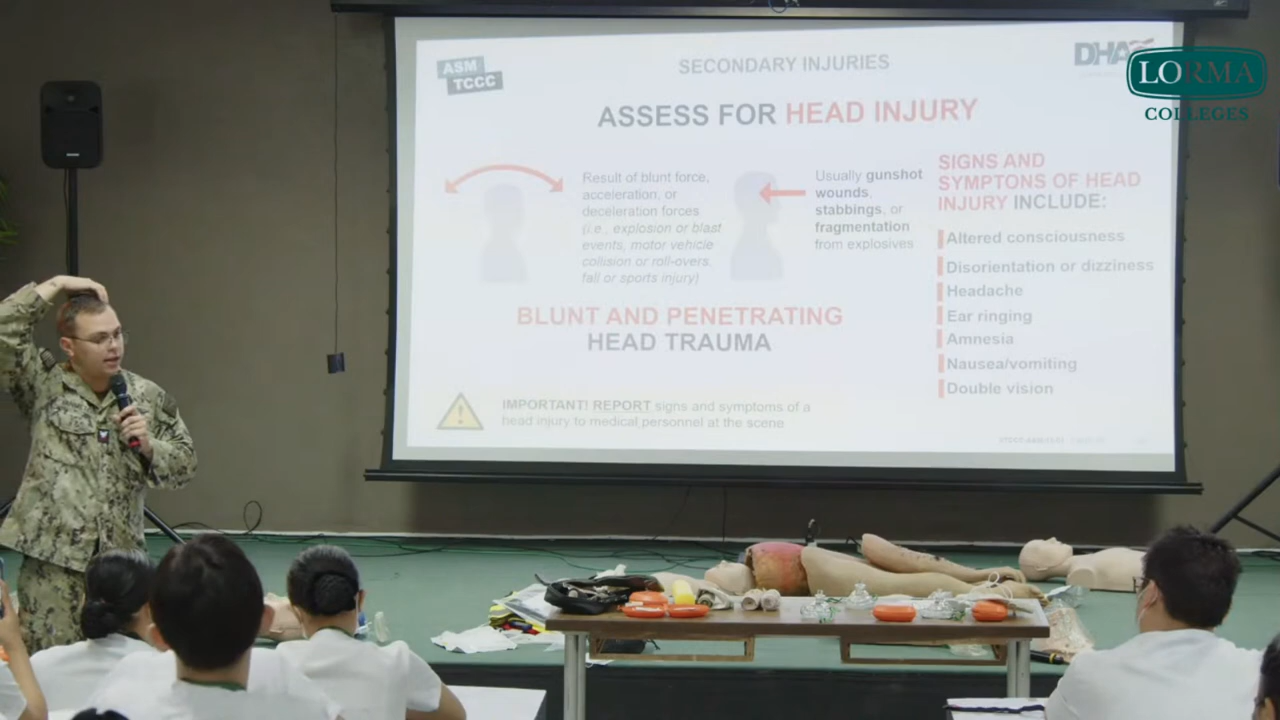 ASM
TCCC
SECONDARY INJURIES
DHA
LORMA
COLLEGES
ASSESS FOR HEAD INJURY
Result of blunt force,
acceleration, or
deceleration forces
(i.e., explosion or blast
events, motor vehicle
collision or roll-overs,
fall or sports injury)
Usually gunshot
wounds,
stabbings, or
fragmentation
from explosives
SIGNS AND
SYMPTONS OF HEAD
INJURY INCLUDE:
Altered consciousness
Disorientation or dizziness
Headache
Ear ringing
Amnesia
Nausea/vomiting
Double vision
BLUNT AND PENETRATING
HEAD TRAUMA
IMPORTANT! REPORT signs and symptoms of a
head injury to medical personnel at the scene